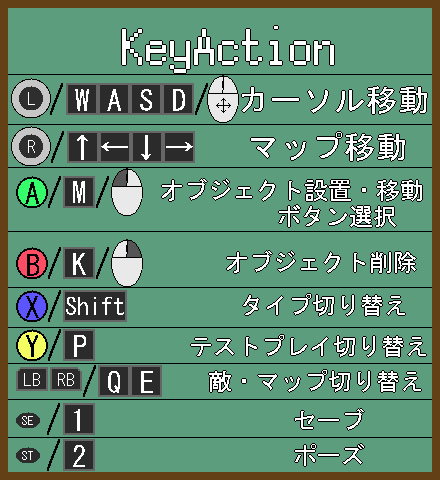 KeyAction
L/W A S D/カーソル移動
R/↑←↓→ マップ移動
A/M/ オブジェクト設置・移動
ボタン選択
B/K/ オブジェクト削除
X/Shift タイプ切り替え
Y/P テストプレイ切り替え
LB RB/Q E 敵・マップ切り替え
SE/1 セーブ
ST/2 ポーズ